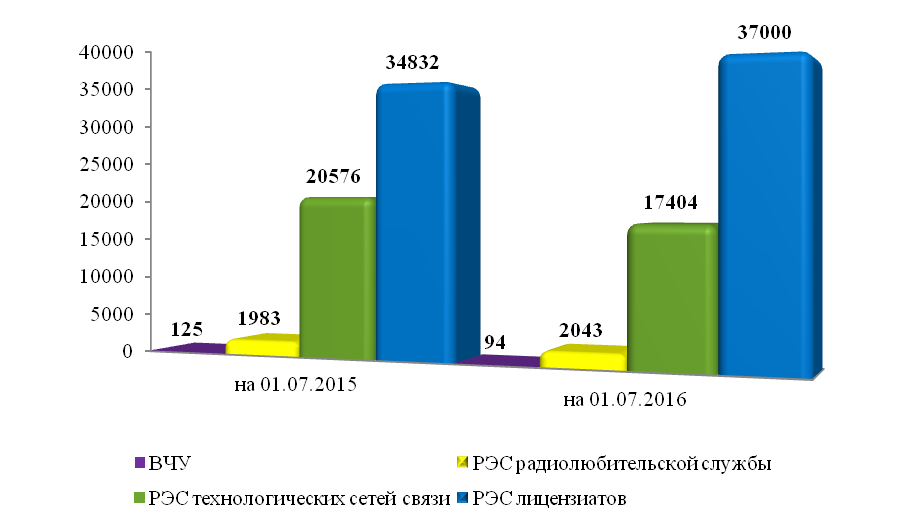 40000
35000
30000
25000
20000
15000
10000
5000
0
125
1983
20576
34832
94
2043
17404
37000
на 01.07.2015
на 01.07.2016
ВЧУ
РЭС радиолюбительской службы
РЭС технологических сетей связи
РЭС лицензиатов